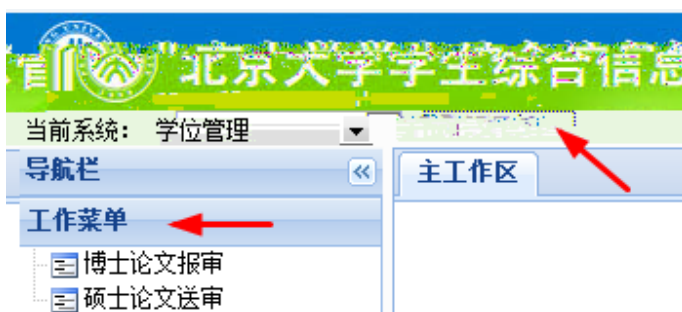 北京大学学生综合信息
当前系统: 学位管理
导航栏
主工作区
工作菜单
博士论文报审
硕士论文送审